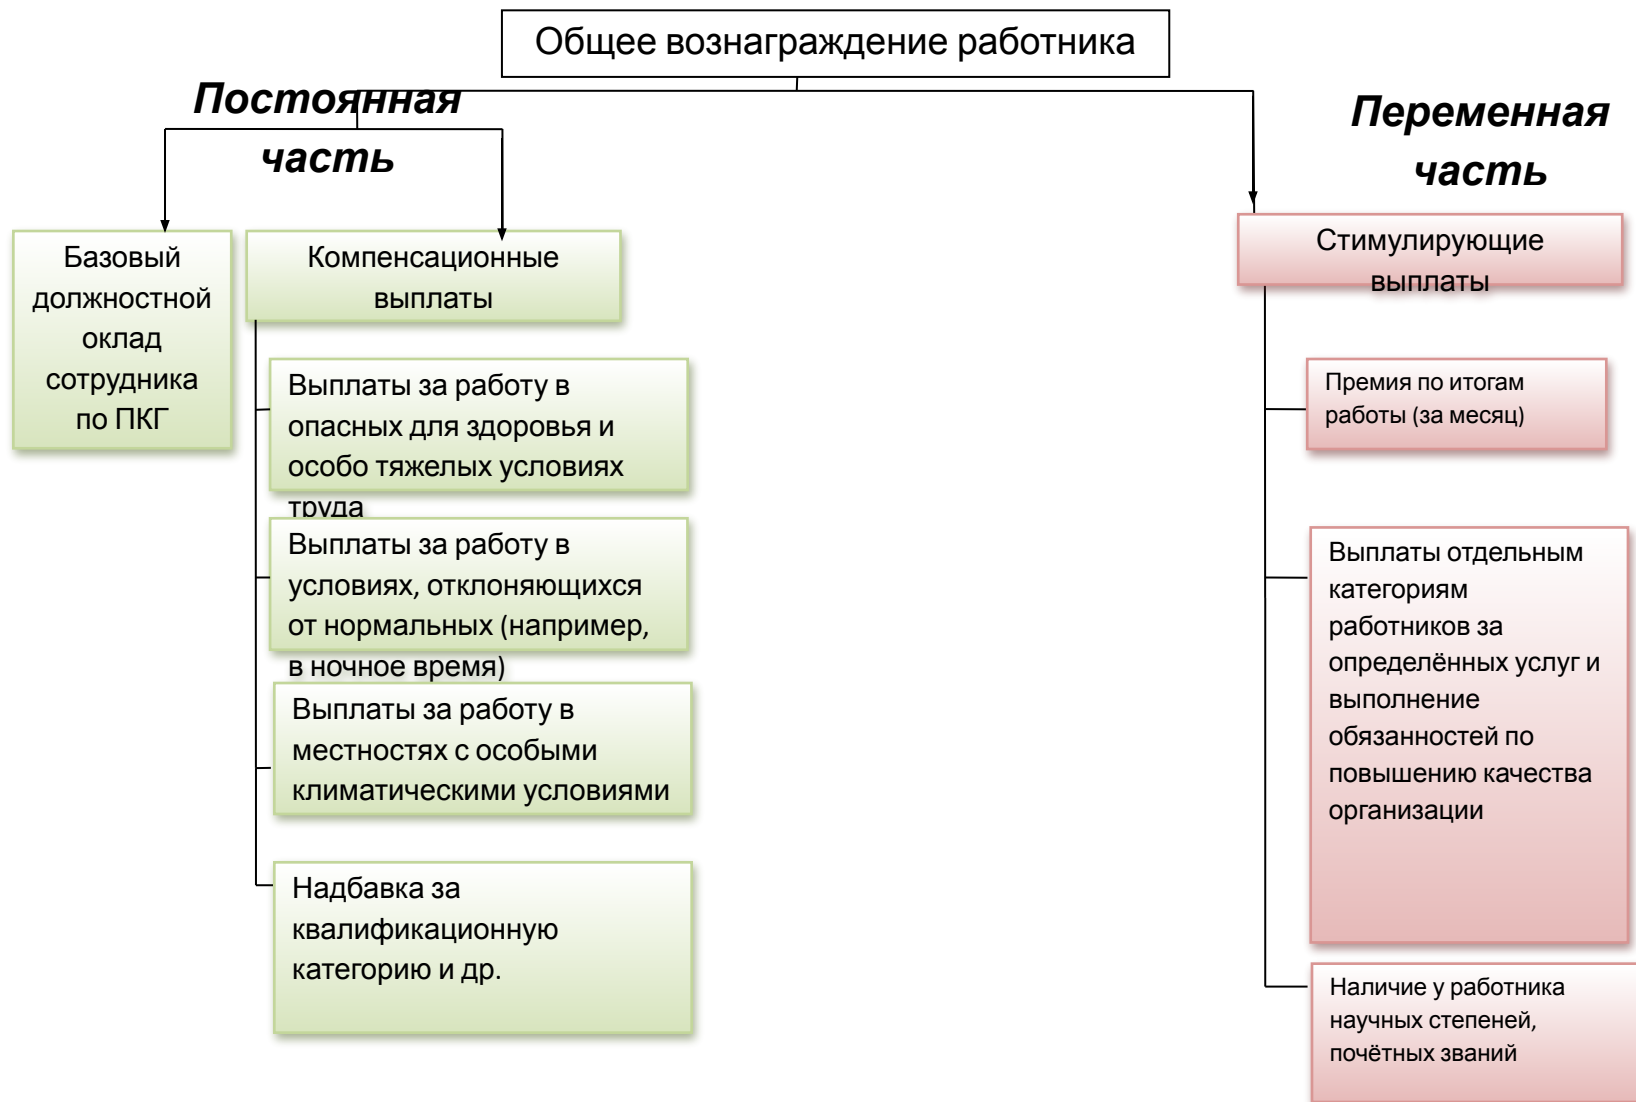 Общее вознаграждение работника
Постоянная
часть
Переменная
часть
Базовый
должностной
оклад
сотрудника
по ПКГ
Компенсационные
выплаты
Выплаты за работу в
опасных для здоровья и
особо тяжелых условиях
труда
Выплаты за работу в
условиях, отклоняющихся
от нормальных (например,
в ночное время)
Выплаты за работу в
местностях с особыми
климатическими условиями
Надбавка за
квалификационную
категорию и др.
Стимулирующие
выплаты
Премия по итогам
работы (за месяц)
Выплаты отдельным
категориям
работников за
определённых услуг и
выполнение
обязанностей по
повышению качества
организации
Наличие у работника
научных степеней,
почётных званий